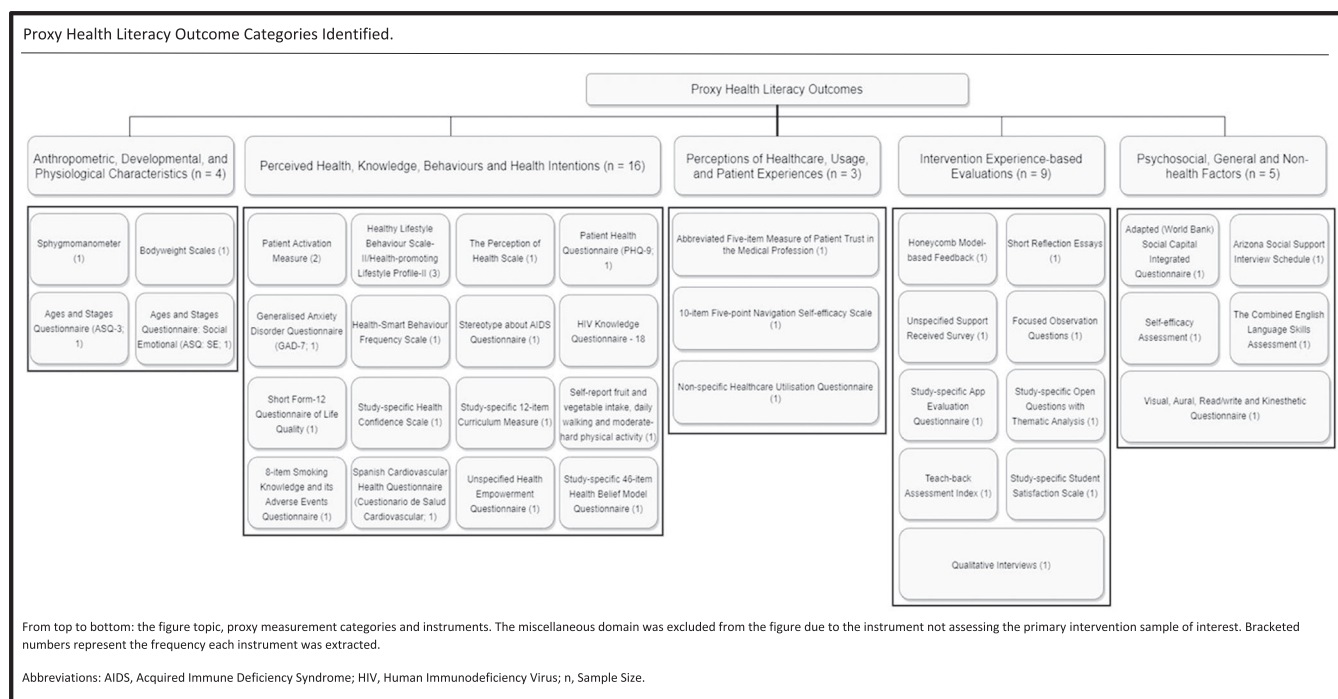 Proxy Health Literacy Outcome Categories Identified.
Proxy Health Literacy Outcomes
Anthropometric, Developmental, and
Physiological Characteristics (n = 4)
Perceived Health, Knowledge, Behaviours and Health Intentions (n = 16)
Perceptions of Healthcare, Usage,
and Patient Experiences (n = 3)
Intervention Experience-based
Evaluations (n = 9)
Psychosocial, General and Non-
health Factors (n = 5)
Sphygmomanometer
(1)
Bodyweight Scales (1)
Ages and Stages
Questionnaire (ASQ-3;
1)
Ages and Stages
Questionnaire: Social
Emotional (ASQ: SE; 1)
Patient Activation
Measure (2)
Healthy Lifestyle
Behaviour Scale-
II/Health-promoting
Lifestyle Profile-II (3)
The Perception of
Health Scale (1)
Patient Health
Questionnaire (PHQ-9;
1)
Generalised Anxiety
Disorder Questionnaire
(GAD-7; 1)
Health-Smart Behaviour
Frequency Scale (1)
Stereotype about AIDS
Questionnaire (1)
HIV Knowledge
Questionnaire - 18
Short Form-12
Questionnaire of Life
Quality (1)
Study-specific Health
Confidence Scale (1)
Study-specific 12-item
Curriculum Measure (1)
Self-report fruit and
vegetable intake, daily
walking and moderate-
hard physical activity (1)
8-item Smoking
Knowledge and its
Adverse Events
Questionnaire (1)
Spanish Cardiovascular
Health Questionnaire
(Cuestionario de Salud
Cardiovascular; 1)
Unspecified Health
Empowerment
Questionnaire (1)
Study-specific 46-item
Health Belief Model
Questionnaire (1)
Abbreviated Five-item Measure of Patient Trust in
the Medical Profession (1)
10-item Five-point Navigation Self-efficacy Scale
(1)
Non-specific Healthcare Utilisation Questionnaire
(1)
Honeycomb Model-
based Feedback (1)
Short Reflection Essays
(1)
Unspecified Support
Received Survey (1)
Focused Observation
Questions (1)
Study-specific App
Evaluation
Questionnaire (1)
Study-specific Open
Questions with
Thematic Analysis (1)
Teach-back
Assessment Index (1)
Study-specific Student
Satisfaction Scale (1)
Qualitative Interviews (1)
Adapted (World Bank)
Social Capital
Integrated
Questionnaire (1)
Arizona Social Support
Interview Schedule (1)
Self-efficacy
Assessment (1)
The Combined English
Language Skills
Assessment (1)
Visual, Aural, Read/write and Kinesthetic
Questionnaire (1)
From top to bottom: the figure topic, proxy measurement categories and instruments. The miscellaneous domain was excluded from the figure due to the instrument not assessing the primary intervention sample of interest. Bracketed
numbers represent the frequency each instrument was extracted.
Abbreviations: AIDS, Acquired Immune Deficiency Syndrome; HIV, Human Immunodeficiency Virus; n, Sample Size.